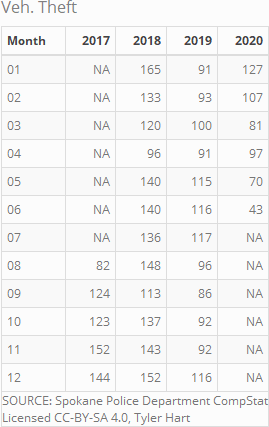 Veh. Theft
Month 2017 2018 2019 2020
01 NA 165 91 127
02 NA 133 93 107
03 NA 120 100 81
04 NA 96 91 97
05 NA 140 115 70
06 NA 140 116 43
07 NA 136 117 NA
08 82 148 96 NA
09 124 113 86 NA
10 123 137 92 NA
11 152 143 92 NA
12 144 152 116 NA
SOURCE: Spokane Police Department CompStat
Licensed CC-BY-SA 4.0, Tyler Hart